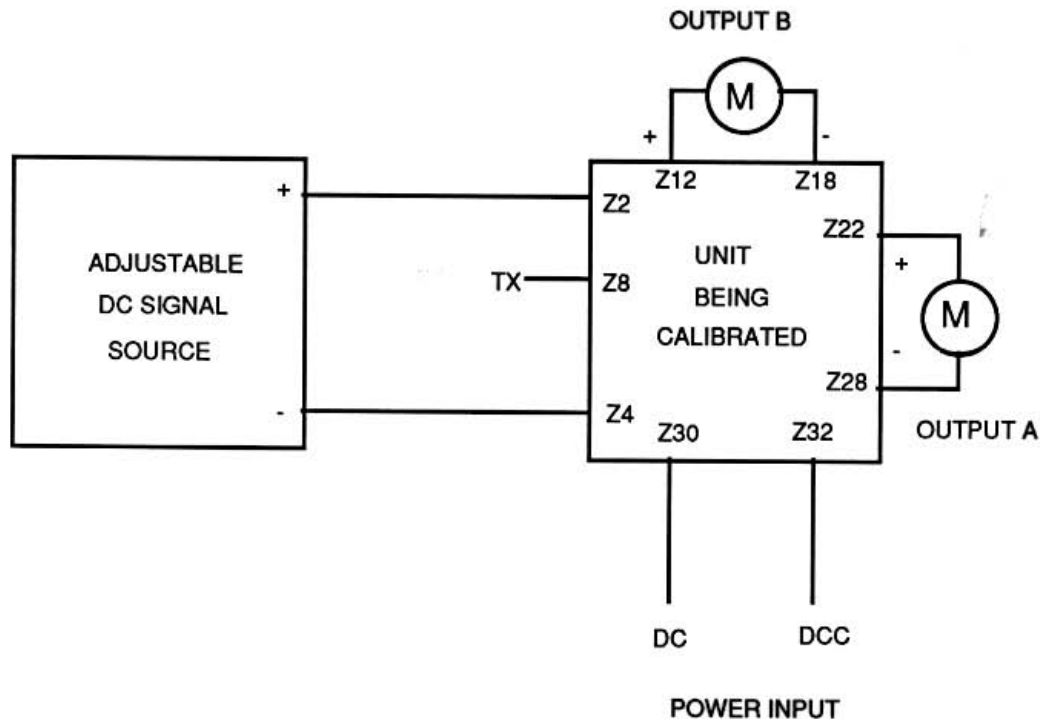 OUTPUT B
M
+ -
Z12 Z18
+
Z2
Z22
ADJUSTABLE
DC SIGNAL
SOURCE
UNIT
BEING
CALIBRATED
TX
Z8
+
M
-
Z28
-
Z4
Z30 Z32
OUTPUT A
DC DCC
POWER INPUT